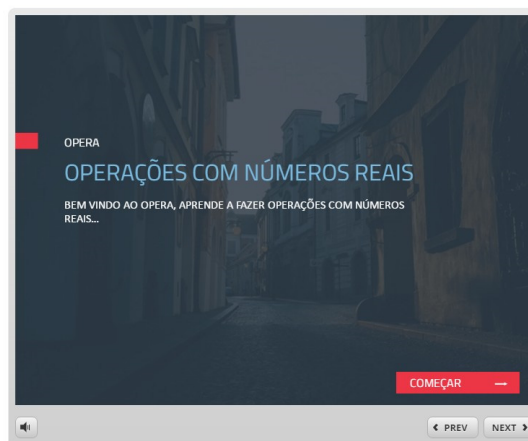 OPERA
OPERAÇÕES COM NÚMEROS REAIS
BEM VINDO AO OPERA, APRENDE A FAZER OPERAÇÕES COM NÚMEROS
REAIS...
COMEÇAR
PREV NEXT